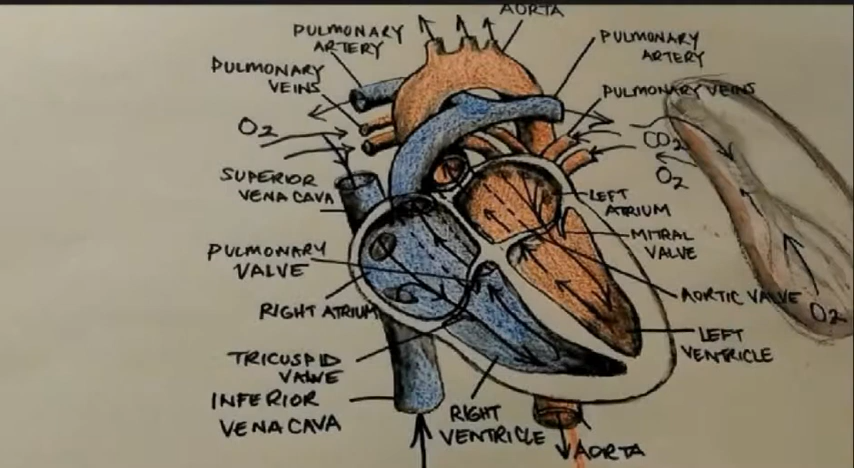 AORTA
PULMONARY
ARTERY
PULMONARY
ARTERY
PULMONARY
VEINS
PULMONARY VEINS
O2
CO2
O2
SUPERIOR
VENA CAVA
LEFT
ATRIUM
MITRAL
VALVE
PULMONARY
VALVE
AORTIC VALVE
RIGHT ATRIUM
O2
LEFT
VENTRICLE
TRICUSPID
VALVE
INFERIOR
VENA CAVA
RIGHT
VENTRICLE
AORTA